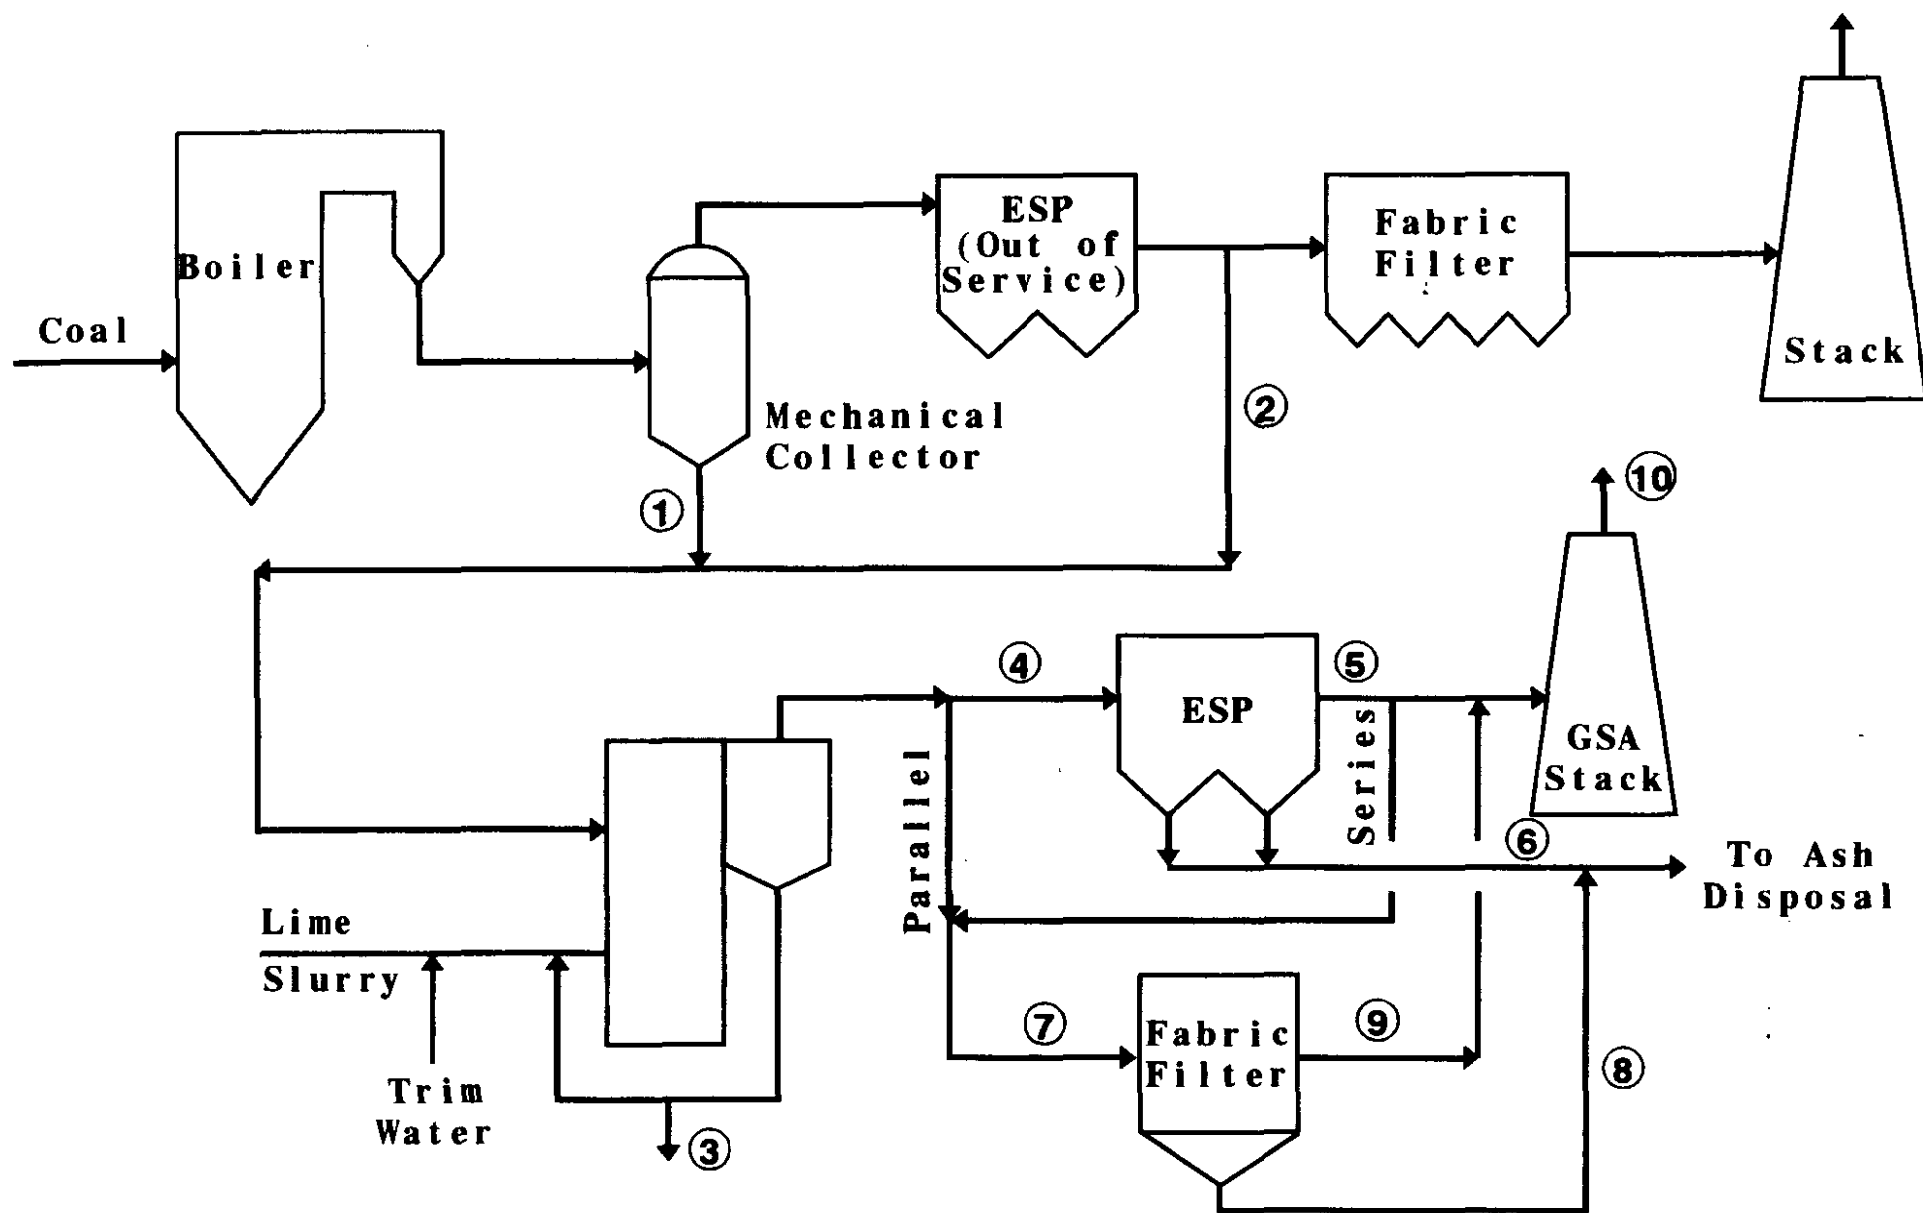 Coal
Boiler
Mechanical
Collector
ESP
(Out of
Service)
Fabric
Filter
Stack
1
2
10
GSA
Stack
4
ESP
5
Series
Parallel
6
To Ash
Disposal
Lime
Slurry
Trim
Water
3
7
Fabric
Filter
9
8